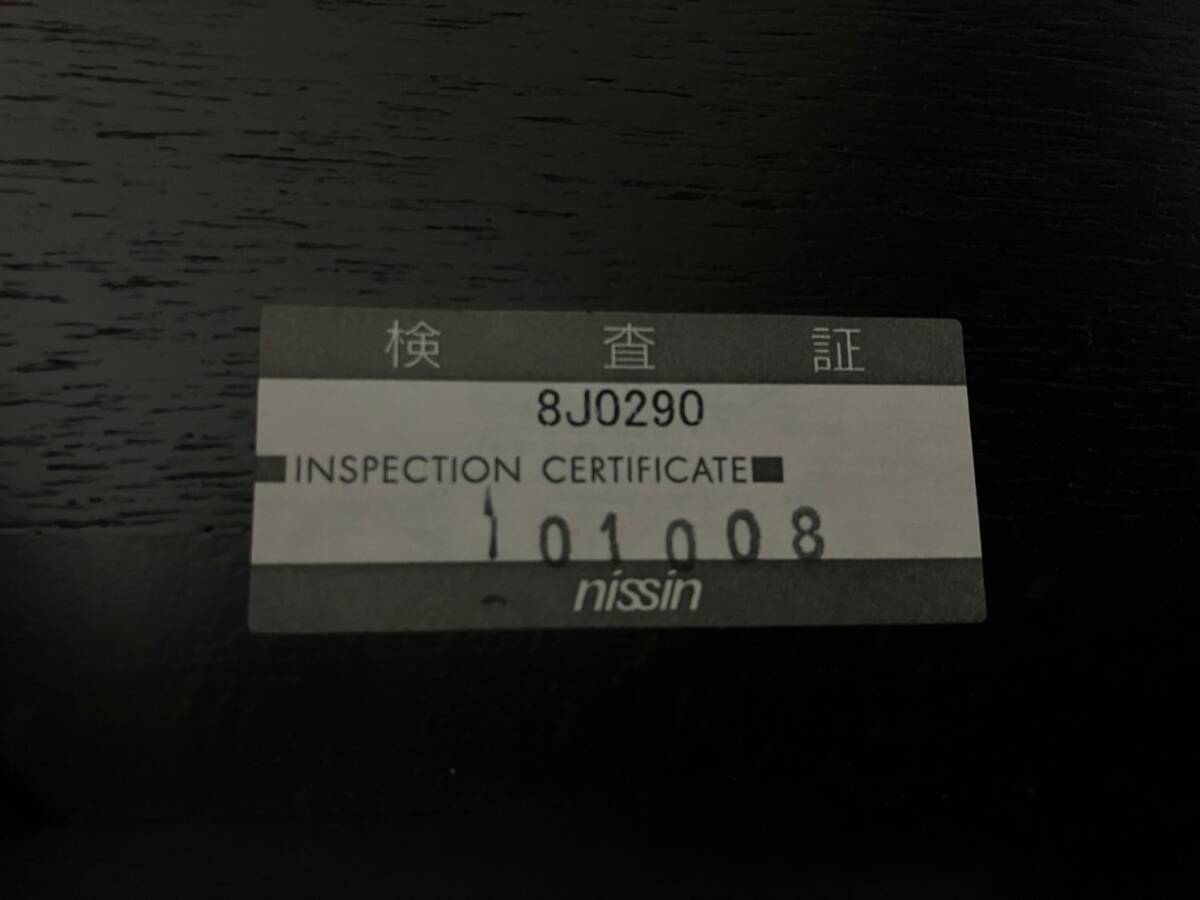 検査証
8J0290
INSPECTION CERTIFICATE
101008
nissin